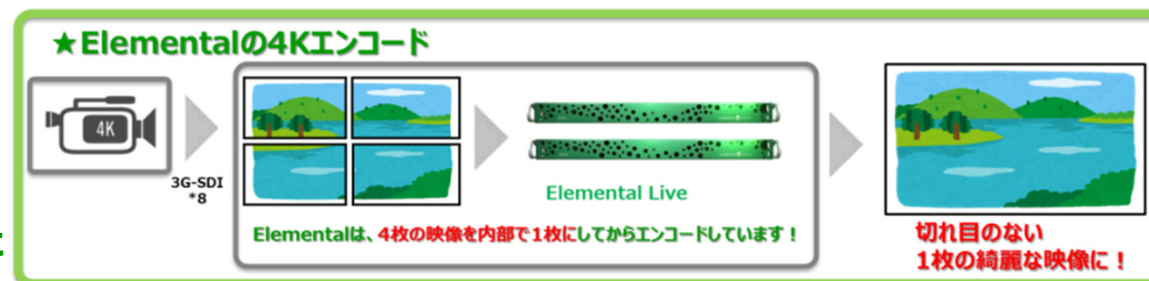 ★Elementalの4Kエンコード
4K
3G-SDI
*8
Elemental Live
Elementalは、4枚の映像を内部で1枚にしてからエンコードしています！
切れ目のない
1枚の綺麗な映像に！